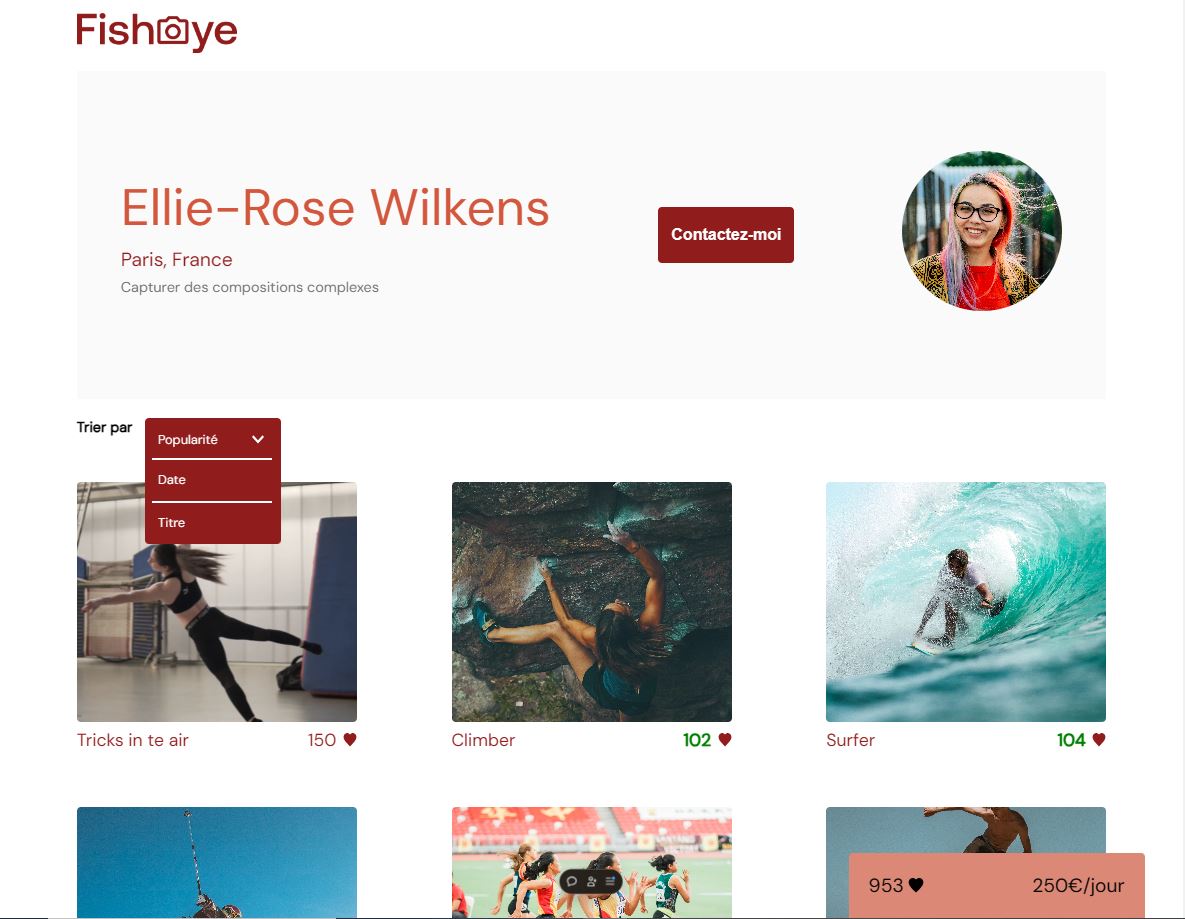 Fisheye
Ellie-Rose Wilkens
Paris, France
Capturer des compositions complexes
Contactez-moi
Trier par
Popularité
Date
Titre
Tricks in te air
150
Climber
102
Surfer
104
953
250€/jour